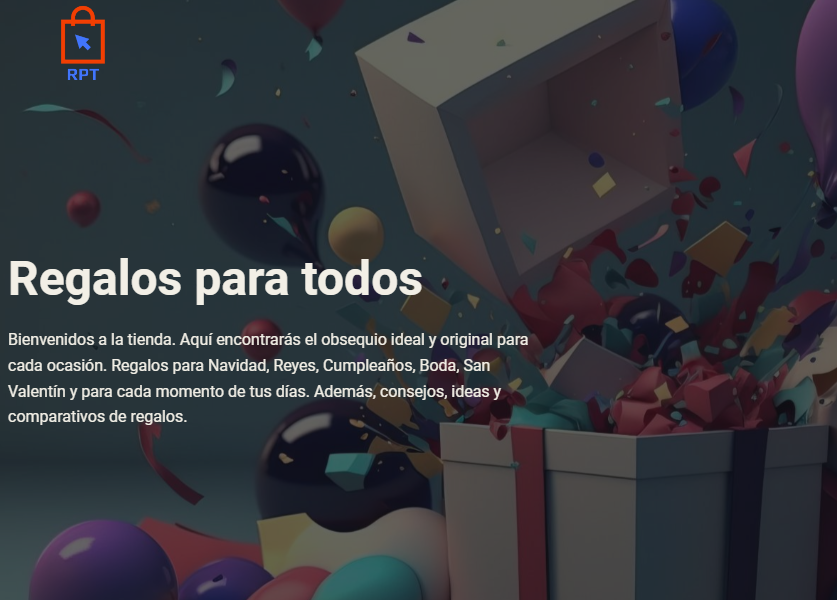 RPT
Regalos para todos
Bienvenidos a la tienda. Aquí encontrarás el obsequio ideal y original para
cada ocasión. Regalos para Navidad, Reyes, Cumpleaños, Boda, San
Valentín y para cada momento de tus días. Además, consejos, ideas y
comparativos de regalos.